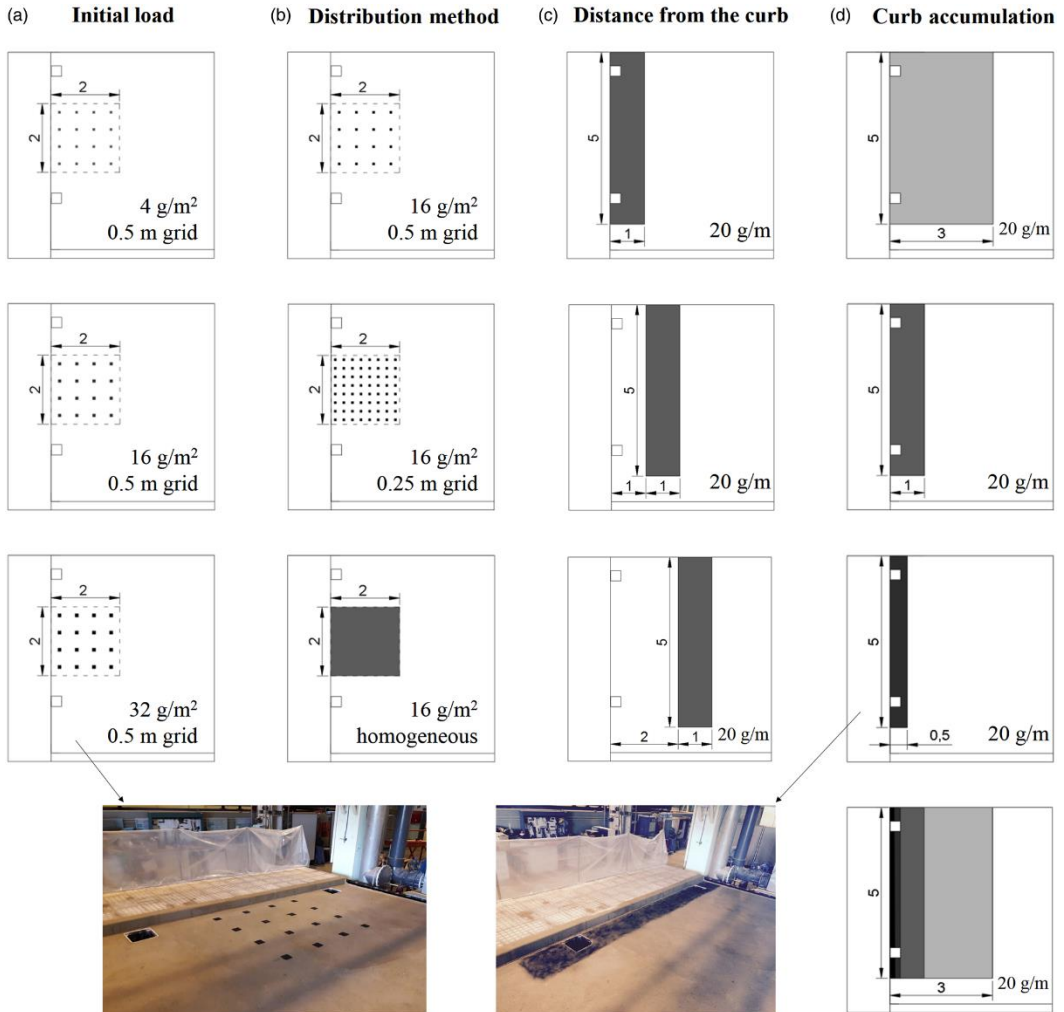 (a) Initial load
(b) Distribution method
(c) Distance from the curb
(d) Curb accumulation
2
2
4 g/m²
0.5 m grid
2
2
16 g/m²
0.5 m grid
5
1
20 g/m
5
3
20 g/m
2
2
16 g/m²
0.5 m grid
2
2
16 g/m²
0.25 m grid
5
1
1
20 g/m
5
1
20 g/m
2
2
32 g/m²
0.5 m grid
2
2
16 g/m²
homogeneous
5
2
1
20 g/m
5
0,5
20 g/m
5
3
20 g/m